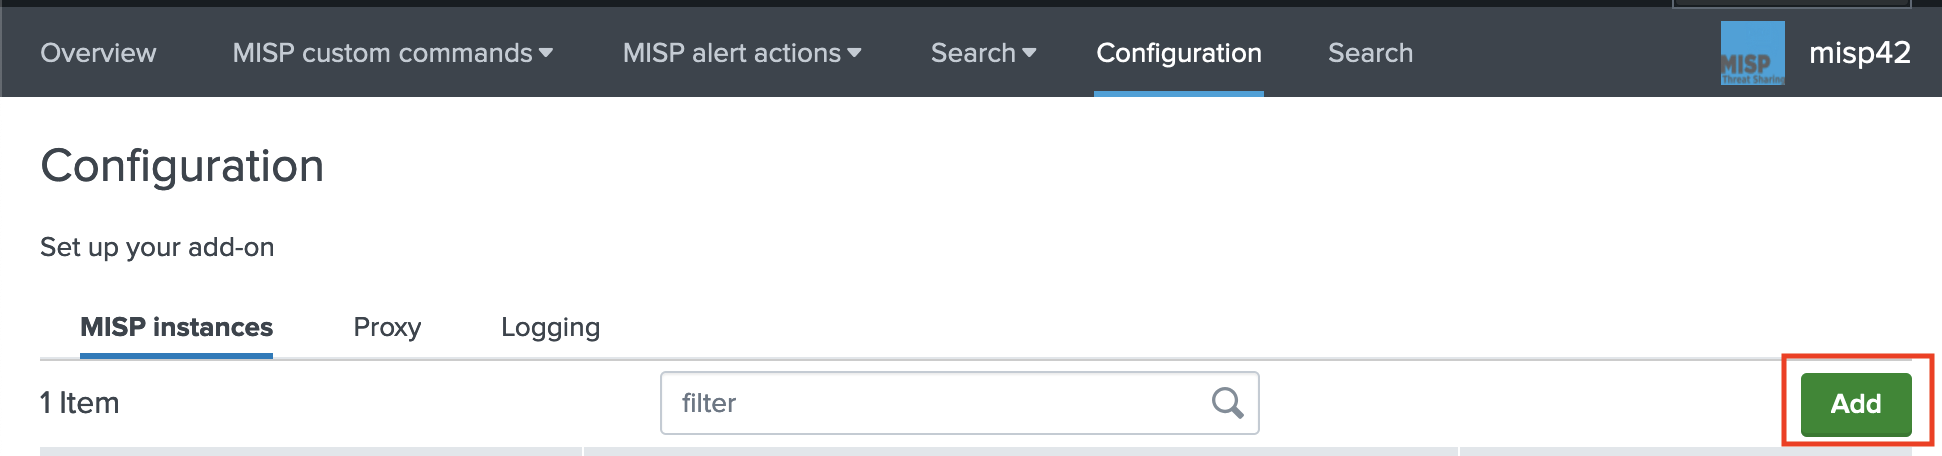 Overview MISP custom commands MISP alert actions Search Configuration Search MISP Threat Sharing misp42
Configuration
Set up your add-on
MISP instances Proxy Logging
1 Item filter Add